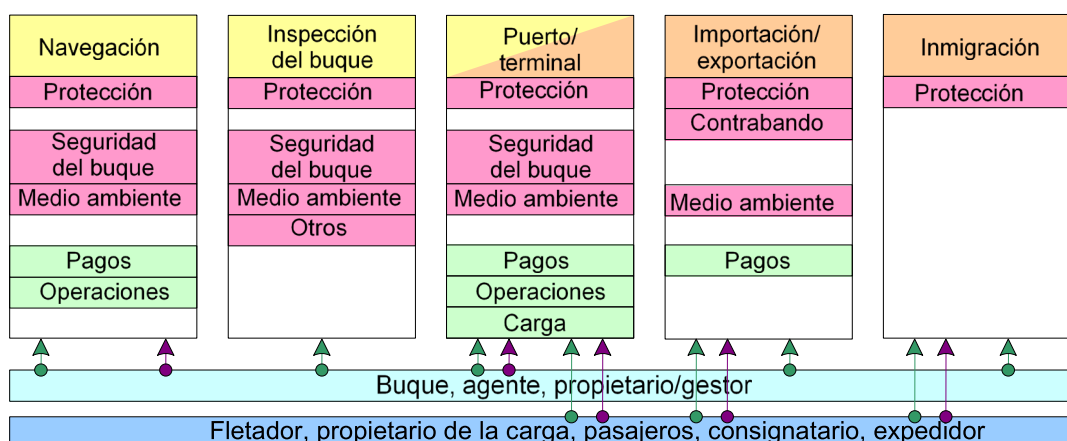 Navegación
Protección
Seguridad
del buque
Medio ambiente
Pagos
Operaciones
Inspección
del buque
Protección
Seguridad
del buque
Medio ambiente
Otros
Puerto/
terminal
Protección
Seguridad
del buque
Medio ambiente
Pagos
Operaciones
Carga
Importación/
exportación
Protección
Contrabando
Medio ambiente
Pagos
Inmigración
Protección
Buque, agente, propietario/gestor
Fletador, propietario de la carga, pasajeros, consignatario, expedidor